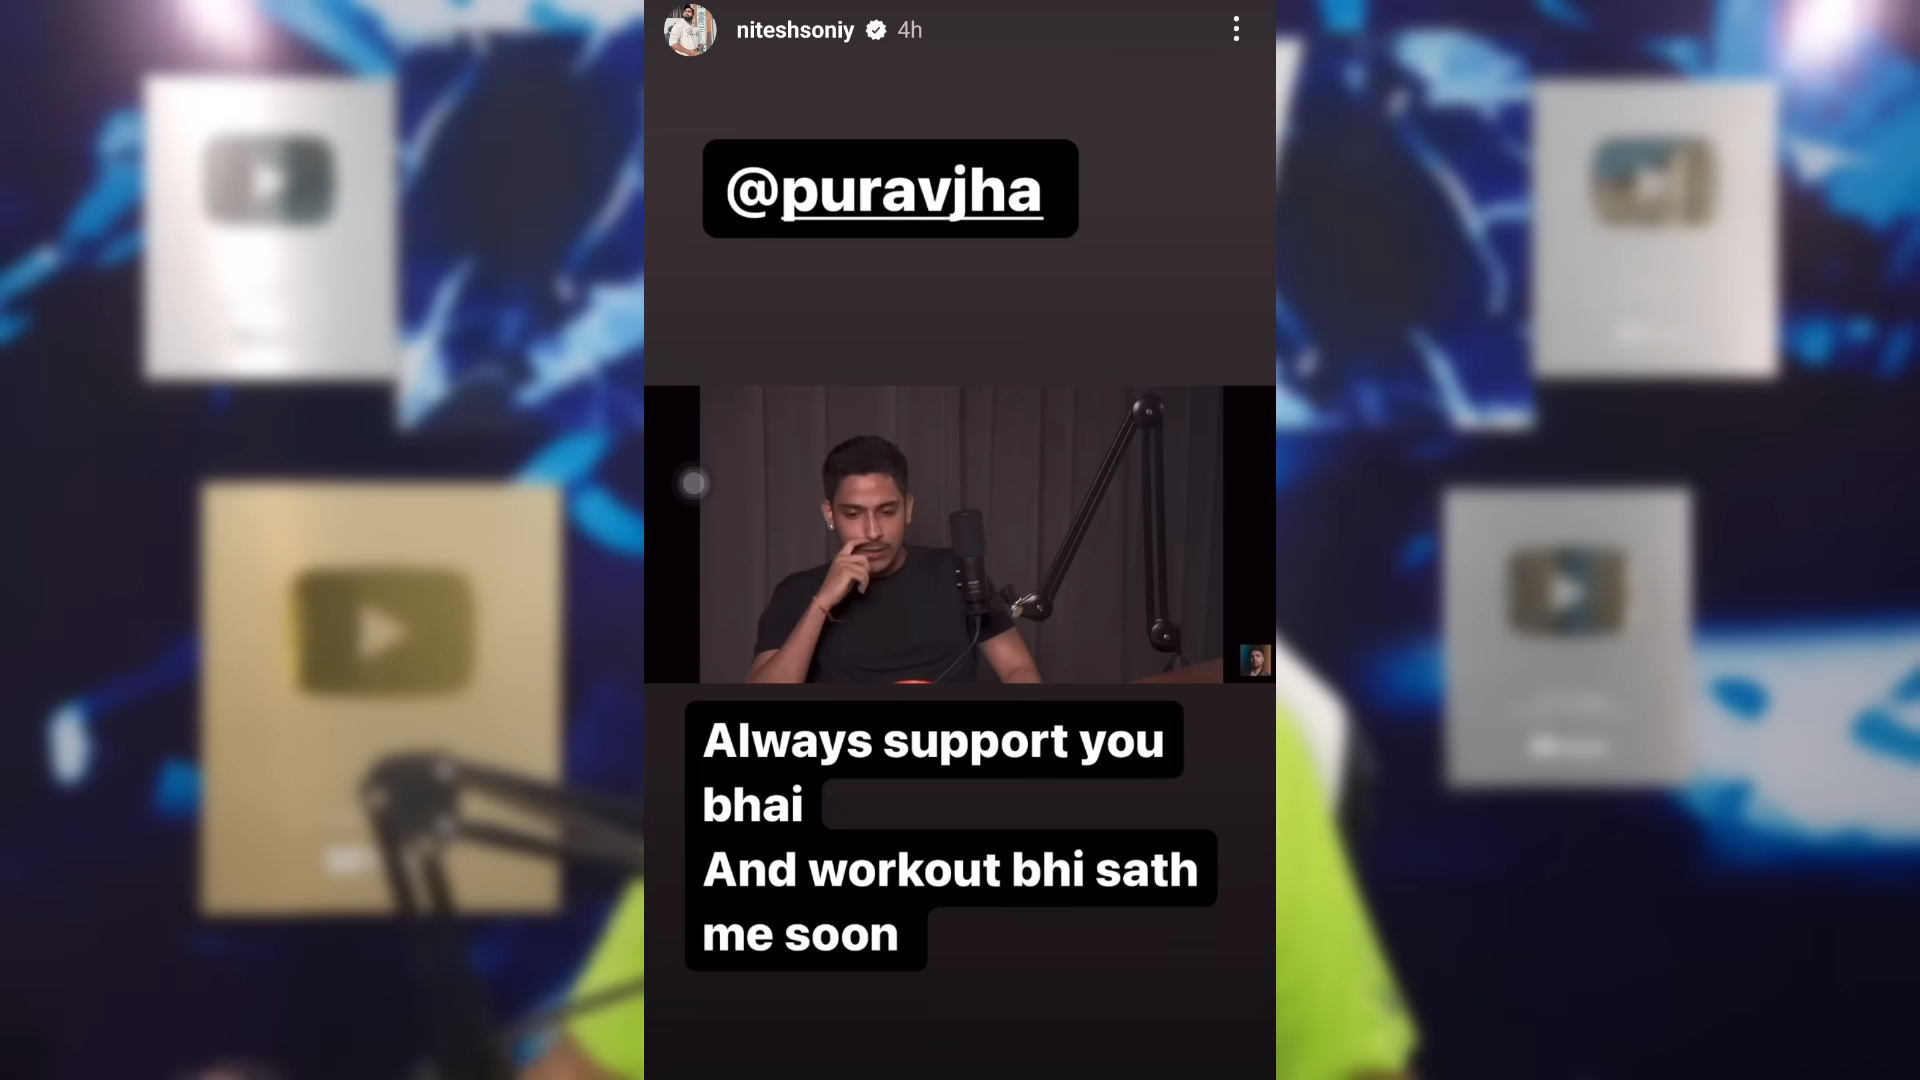 niteshsoniy 4h
@puravjha
Always support you
bhai
And workout bhi sath
me soon